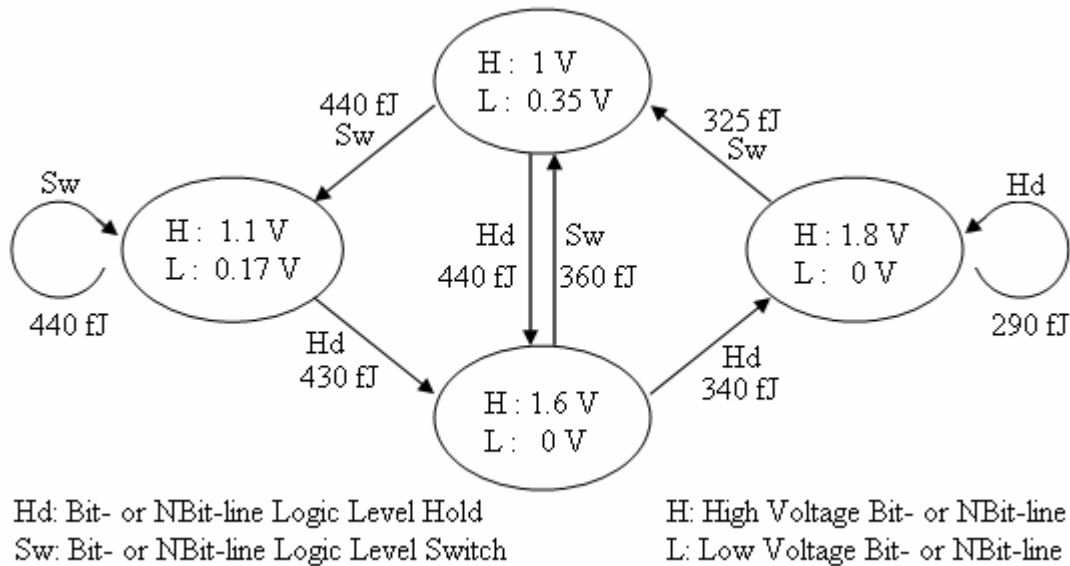 H : 1 V
L : 0.35 V
440 fJ
Sw
325 fJ
Sw
Sw
H : 1.1 V
L : 0.17 V
440 fJ
Hd
440 fJ
Sw
360 fJ
H : 1.8 V
L : 0 V
Hd
290 fJ
Hd
430 fJ
H : 1.6 V
L : 0 V
Hd
340 fJ
Hd: Bit- or NBit-line Logic Level Hold
Sw: Bit- or NBit-line Logic Level Switch
H: High Voltage Bit- or NBit-line
L: Low Voltage Bit- or NBit-line